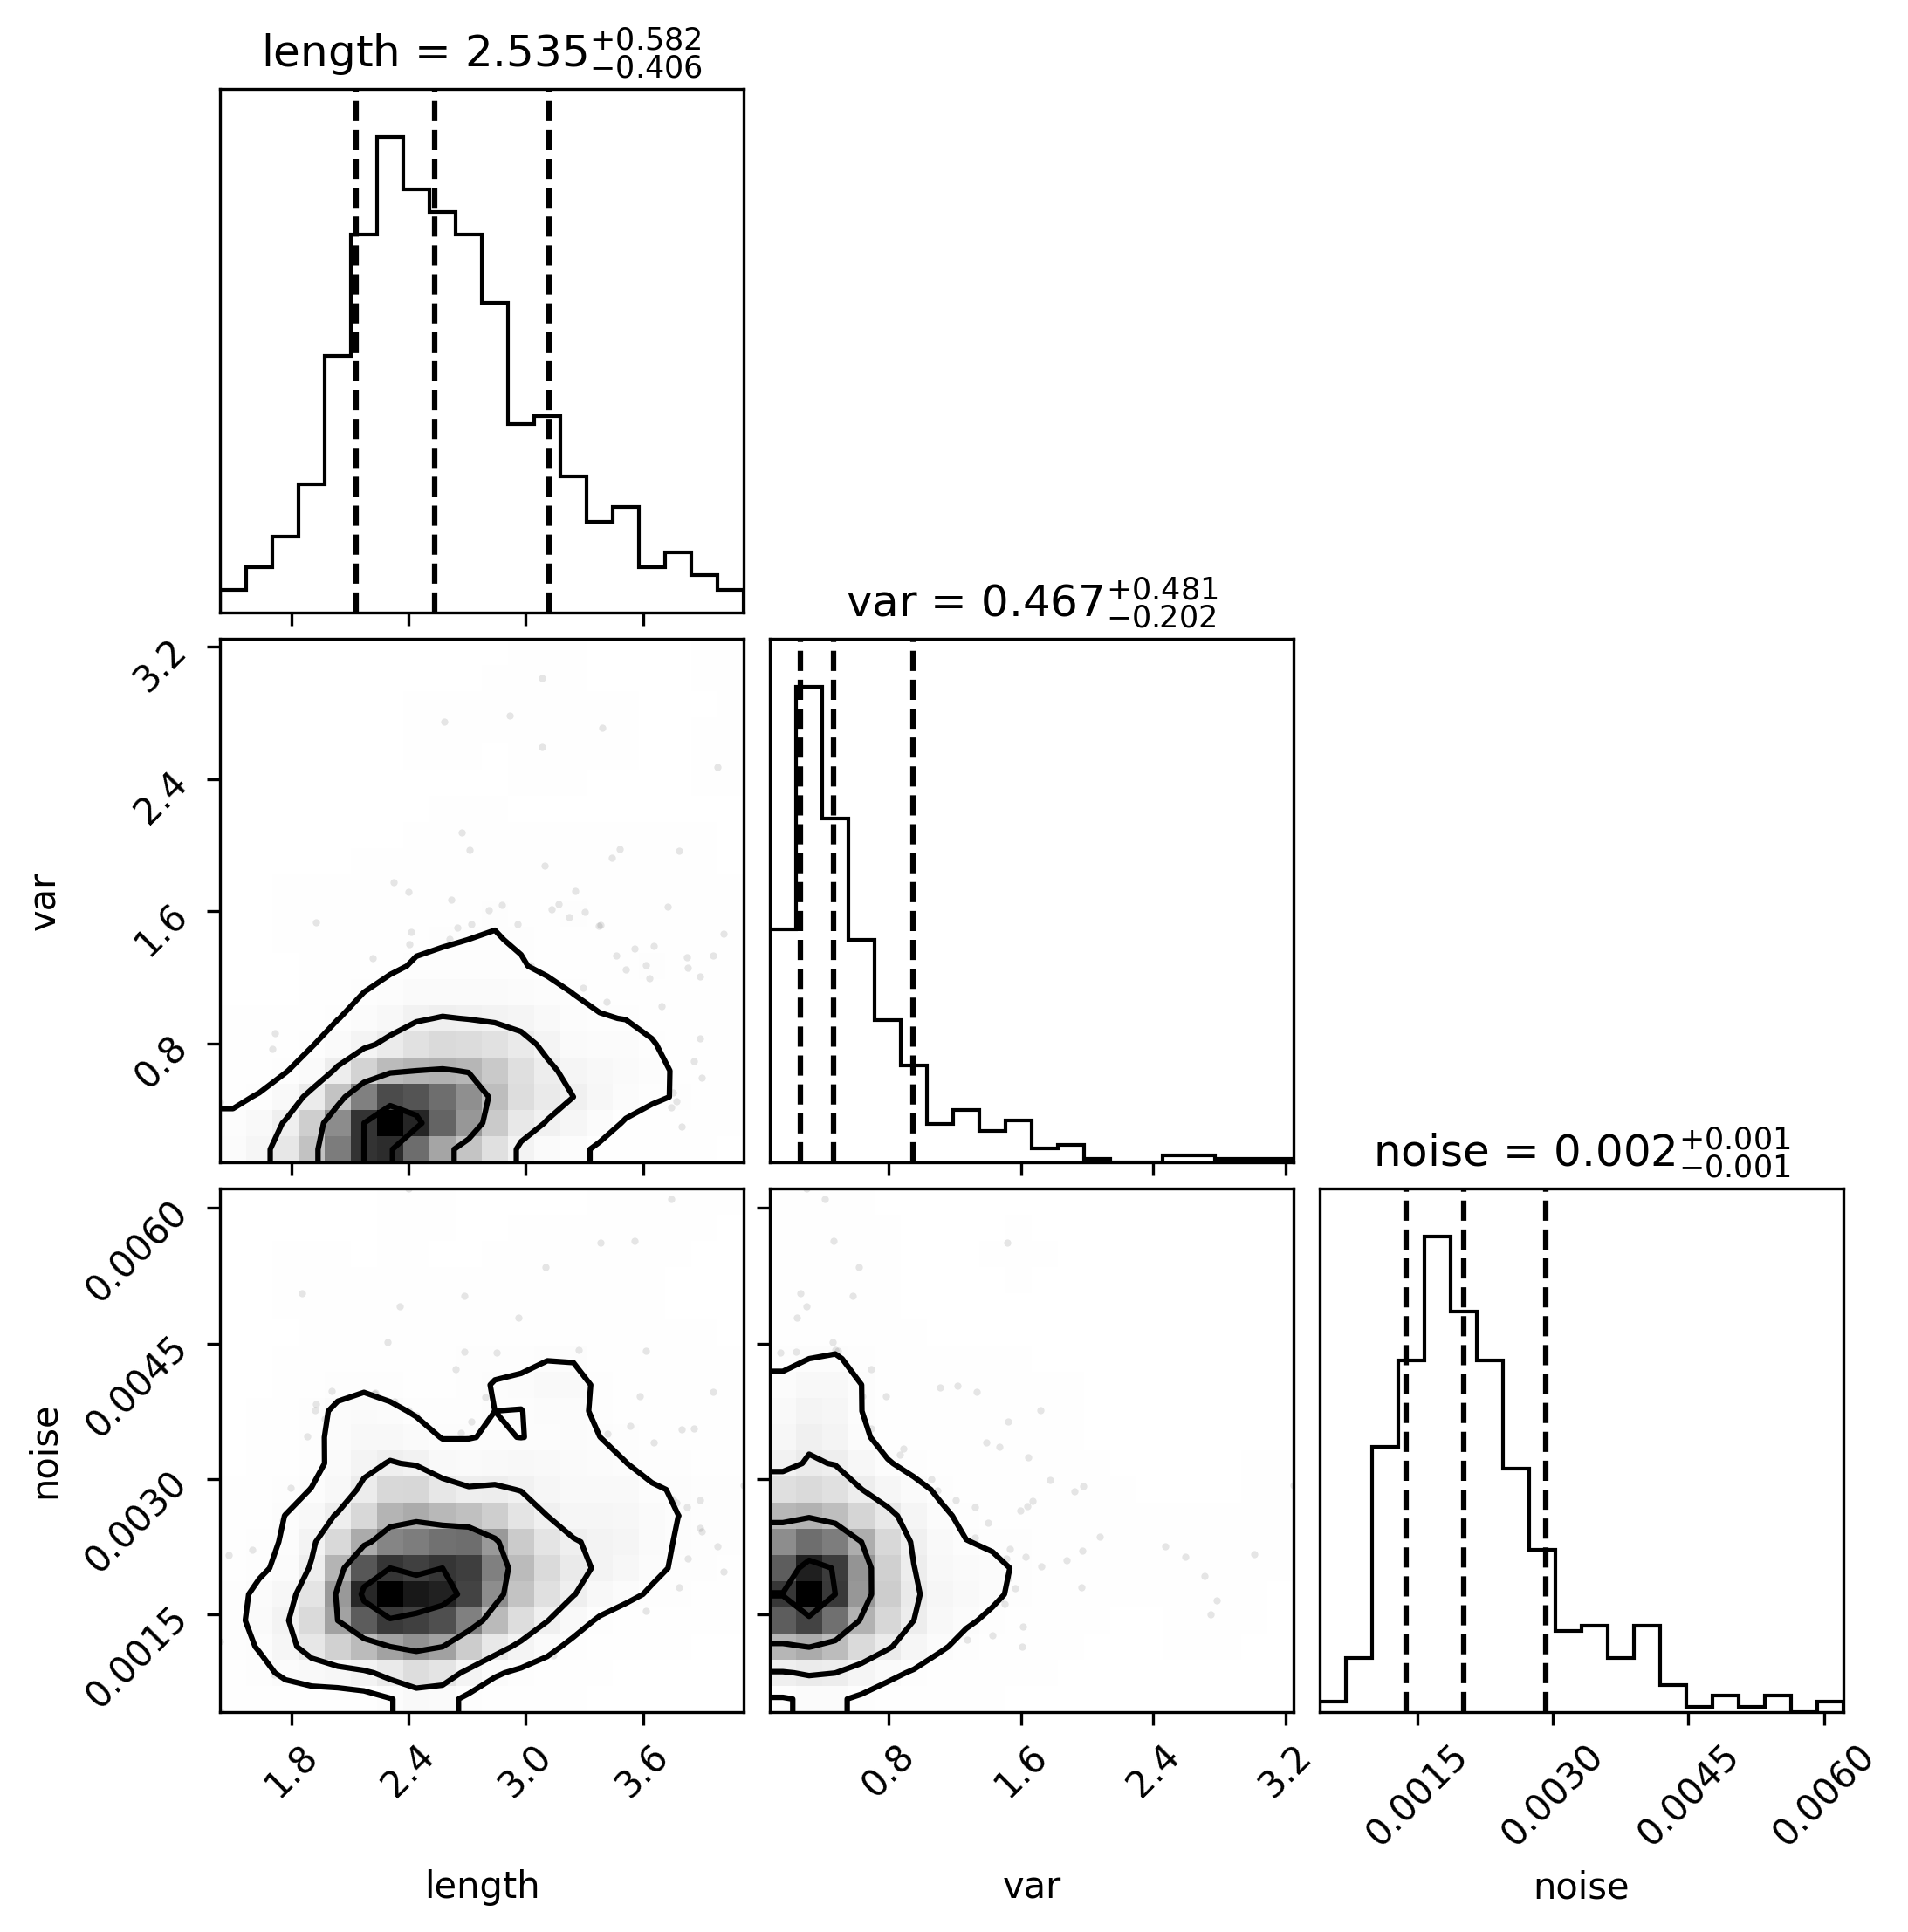 length = 2.535 +0.582 −0.406
var = 0.467 +0.481 −0.202
3.2
2.4
1.6
0.8
var
noise = 0.002 +0.001 −0.001
0.0060
0.0045
0.0030
0.0015
noise
1.8 2.4 3.0 3.6 0.8 1.6 2.4 3.2 0.0015 0.0030 0.0045 0.0060
length var noise